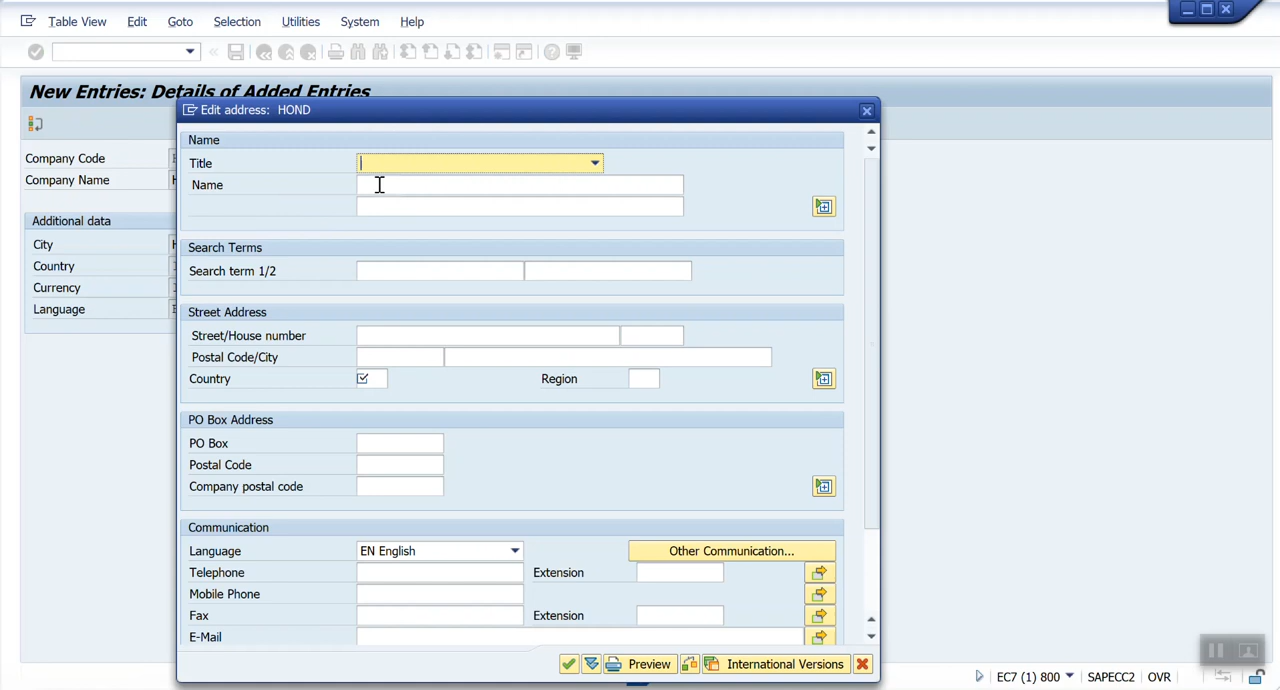 Table View Edit Goto Selection Utilities System Help
New Entries: Details of Added Entries
Edit address: HOND
Company Code
Company Name
Additional data
City
Country
Currency
Language
Name
Title
Name
Search Terms
Search term 1/2
Street Address
Street/House number
Postal Code/City
Country Region
PO Box Address
PO Box
Postal Code
Company postal code
Communication
Language EN English Other Communication...
Telephone Extension
Mobile Phone
Fax Extension
E-Mail
Preview International Versions
EC7 (1) 800 SAPECC2 OVR